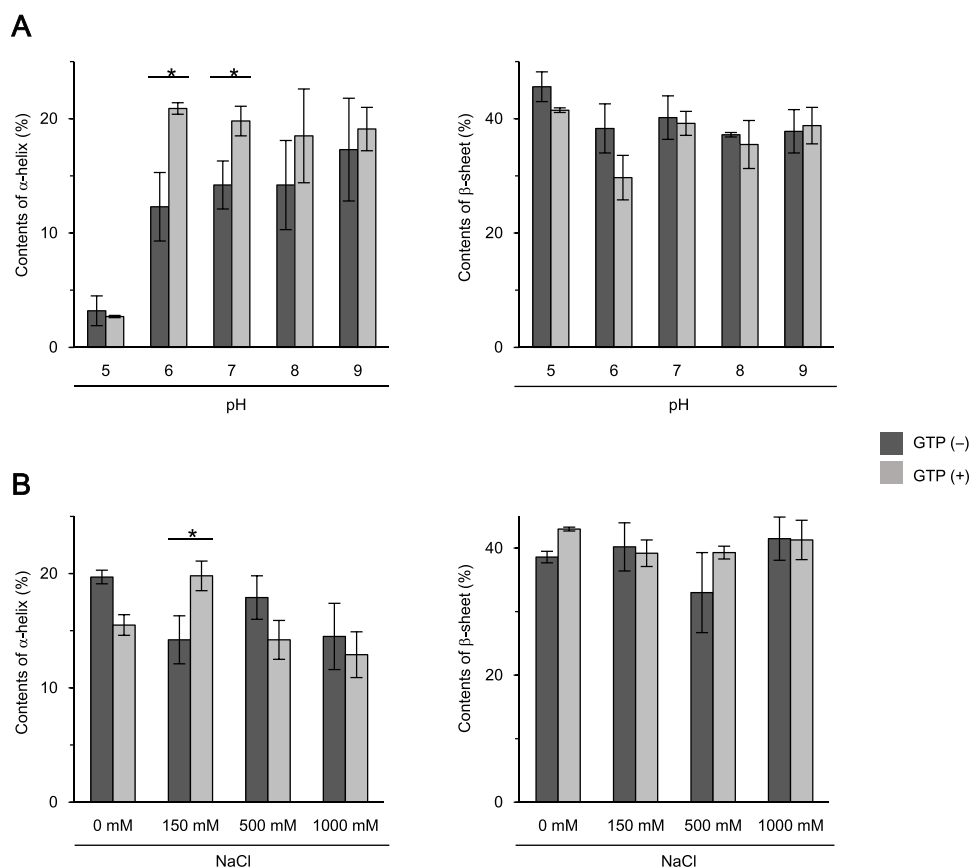 A
* *
Contents of α-helix (%)
20
10
0
5 6 7 8 9
pH
Contents of β-sheet (%)
40
20
0
5 6 7 8 9
pH
GTP (–)
GTP (+)
B
*
Contents of α-helix (%)
20
10
0
0 mM 150 mM 500 mM 1000 mM
NaCl
Contents of β-sheet (%)
40
20
0
0 mM 150 mM 500 mM 1000 mM
NaCl